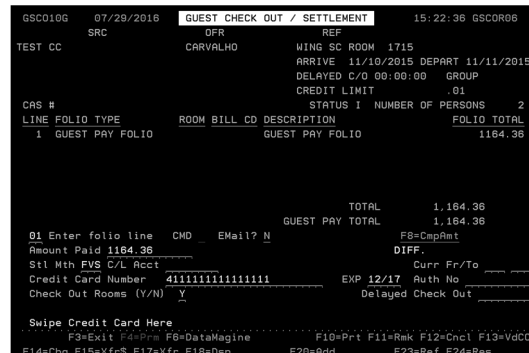 GSCO10G 07/29/2016 GUEST CHECK OUT / SETTLEMENT 15:22:36 GSCOR06
SRC OFR REF
TEST CC CARVALHO WING SC ROOM 1715
ARRIVE 11/10/2015 DEPART 11/11/2015
DELAYED C/O 00:00:00 GROUP
CREDIT LIMIT .01
CAS # STATUS I NUMBER OF PERSONS 2
LINE FOLIO TYPE ROOM BILL CD DESCRIPTION FOLIO TOTAL
1 GUEST PAY FOLIO GUEST PAY FOLIO 1164.36
TOTAL 1,164.36
GUEST PAY TOTAL 1,164.36
01 Enter folio line CMD _ EMail? N F8=CmpAmt
Amount Paid 1164.36 DIFF.
Stl Mth FVS C/L Acct Curr Fr/To
Credit Card Number 4111111111111111 EXP 12/17 Auth No
Check Out Rooms (Y/N) Y Delayed Check Out
Swipe Credit Card Here
F3=Exit F4=Prm F6=DataMagine F10=Prt F11=Rmk F12=Cncl F13=VdCC
F14=Chg F15=Xfr$ F17=Xfr F18=Dsp F20=Add F23=Ref F24=Res